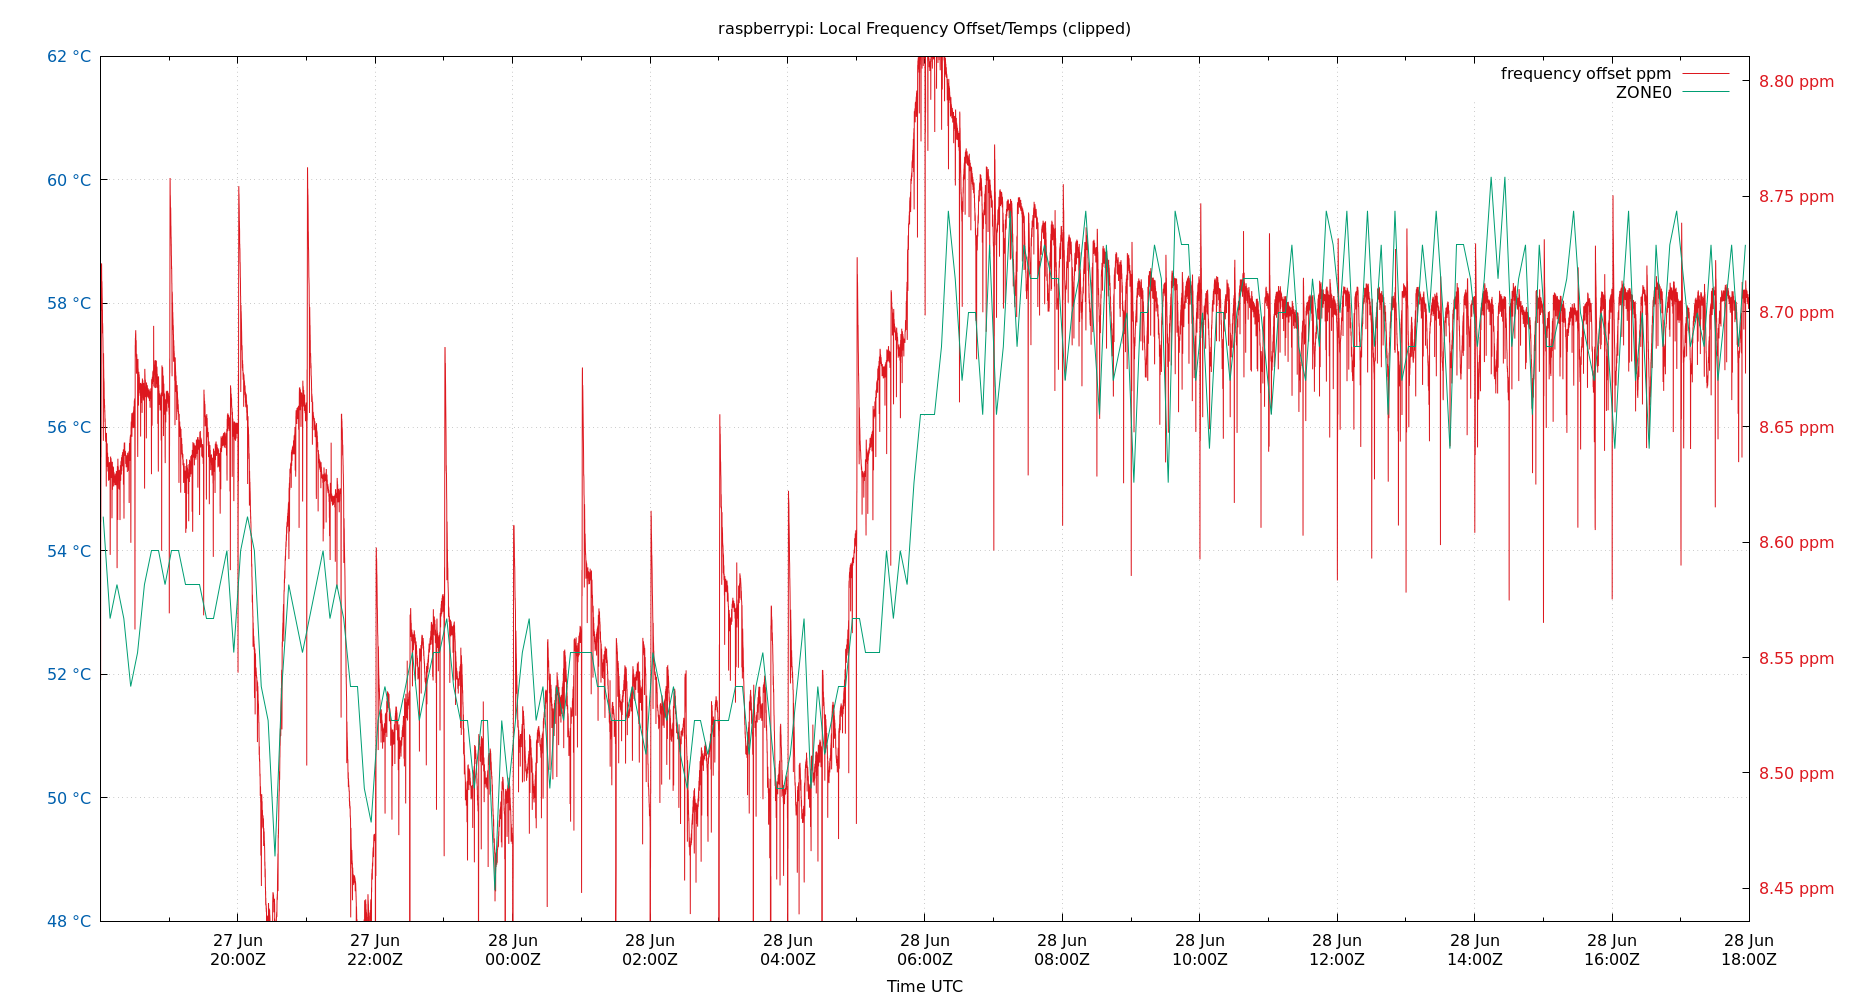 raspberrypi: Local Frequency Offset/Temps (clipped)
frequency offset ppm
ZONE0
62 °C
60 °C
58 °C
56 °C
54 °C
52 °C
50 °C
48 °C
8.80 ppm
8.75 ppm
8.70 ppm
8.65 ppm
8.60 ppm
8.55 ppm
8.50 ppm
8.45 ppm
27 Jun
20:00Z
27 Jun
22:00Z
28 Jun
00:00Z
28 Jun
02:00Z
28 Jun
04:00Z
28 Jun
06:00Z
28 Jun
08:00Z
28 Jun
10:00Z
28 Jun
12:00Z
28 Jun
14:00Z
28 Jun
16:00Z
28 Jun
18:00Z
Time UTC